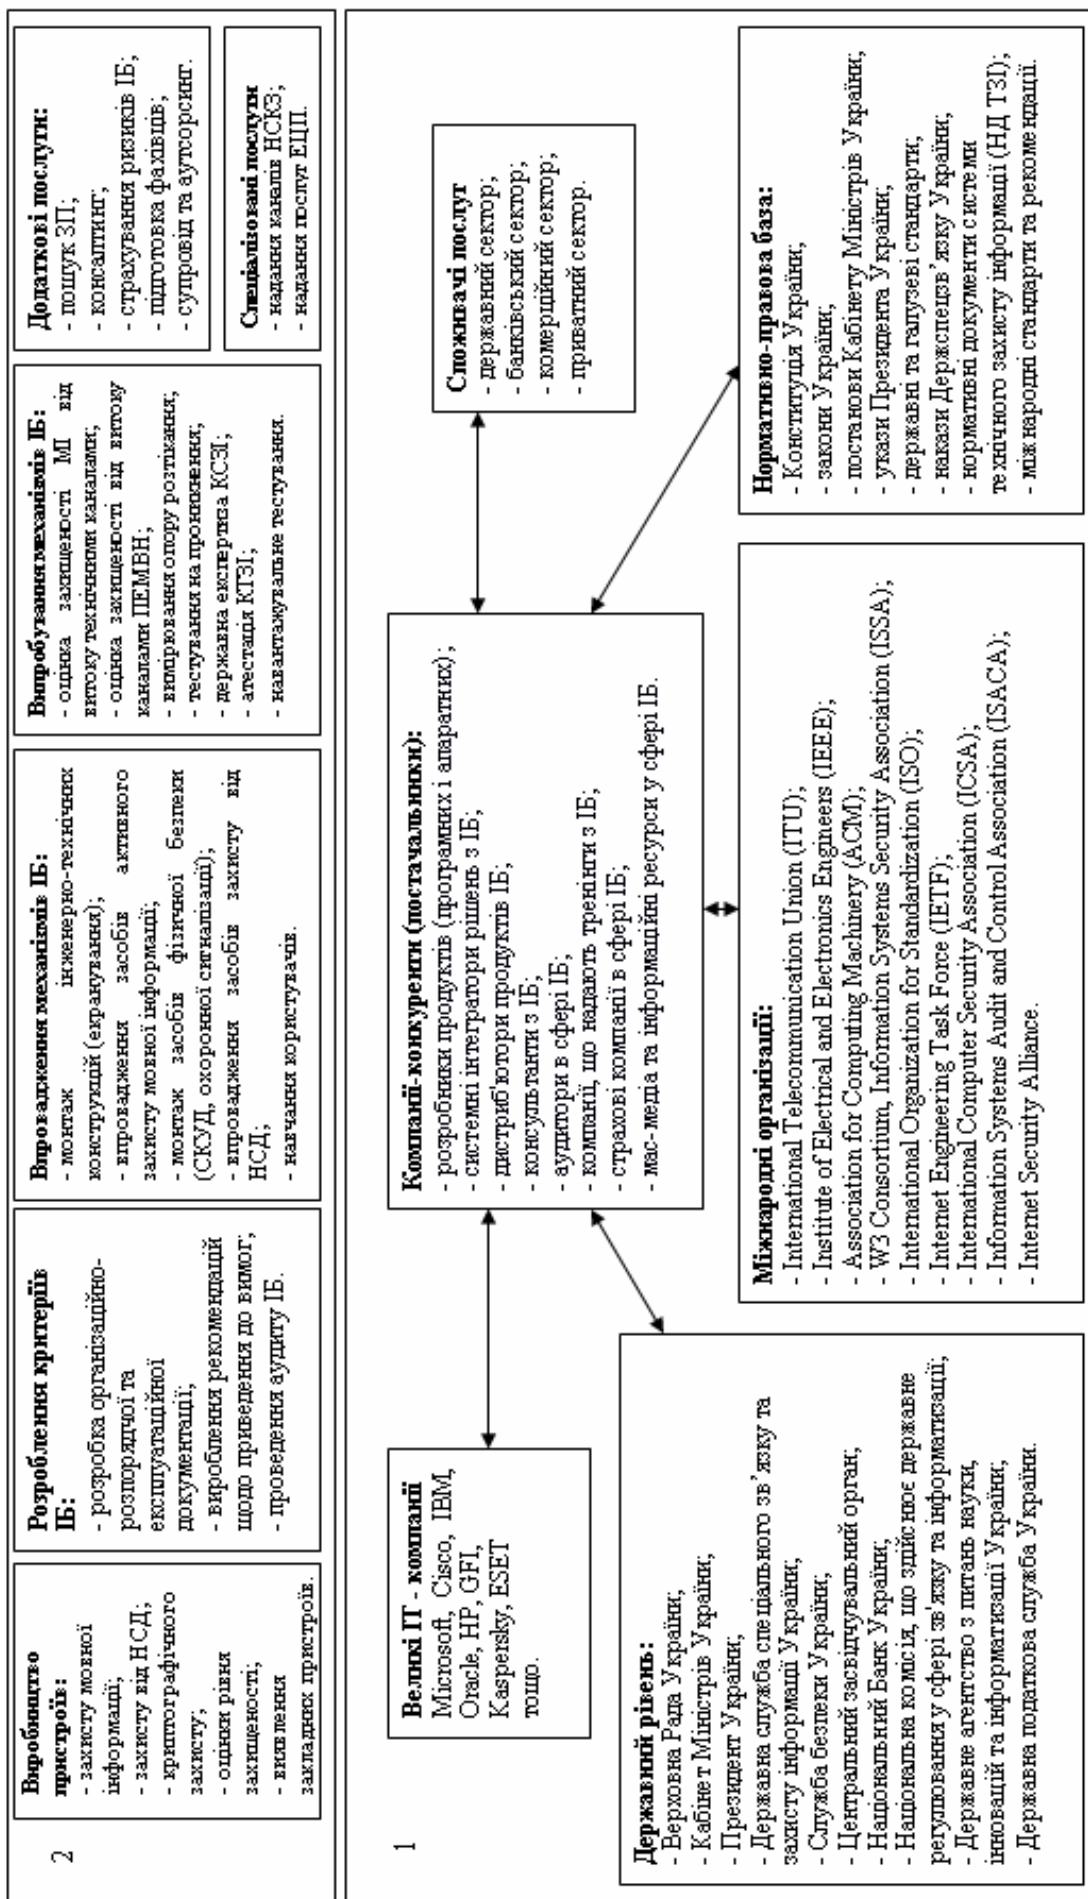 2
Виробництво
пристроїв:
- захисту мовної
інформації;
- захисту від НСД;
- криптографічного
захисту;
- оцінки рівня
захищеності;
- виявлення
закладних пристроїв.
Розроблення критеріїв
ІБ:
- розробка організаційно-
розпорядчої та
експлуатаційної
документації;
- вироблення рекомендацій
щодо приведення до вимог;
- проведення аудиту ІБ.
Впровадження механізмів ІБ:
- монтаж інженерно-технічних
конструкцій (екранування);
- впровадження засобів активного
захисту мовної інформації;
- монтаж засобів фізичної безпеки
(СКУД, охоронної сигналізації);
- впровадження засобів захисту від
НСД;
- навчання користувачів.
Випробування механізмів ІБ:
- оцінка захищеності МІ від
витоку технічними каналами;
- оцінка захищеності від витоку
каналами ПЕМВН;
- вимірювання опору розтікання;
- тестування на проникнення;
- державна експертиза КСЗІ;
- атестація КТЗІ;
- навантажувальне тестування.
Додаткові послуги:
- пошук ЗП;
- консалтинг;
- страхування ризиків ІБ;
- підготовка фахівців;
- супровід та аутсорсинг.
Спеціалізовані послуги
- надання каналів НСКЗ;
- надання послуг ЕЦП.
1
Великі ІТ - компанії
Microsoft, Cisco, IBM,
Oracle, HP, GFI,
Kaspersky, ESET
тощо.
Компанії-конкуренти (постачальники):
- розробники продуктів (програмних і апаратних);
- системні інтегратори рішень з ІБ;
- дистриб'ютори продуктів ІБ;
- консультанти з ІБ;
- аудитори в сфері ІБ;
- компанії, що надають тренінги з ІБ;
- страхові компанії в сфері ІБ;
- мас-медіа та інформаційні ресурси у сфері ІБ.
Споживачі послуг
- державний сектор;
- банківський сектор;
- комерційний сектор;
- приватний сектор.
Державний рівень:
- Верховна Рада України;
- Кабінет Міністрів України;
- Президент України;
- Державна служба спеціального зв'язку та
захисту інформації України;
- Служба безпеки України;
- Центральний засвідчувальний орган;
- Національний Банк України;
- Національна комісія, що здійснює державне
регулювання у сфері зв'язку та інформатизації;
- Державне агентство з питань науки,
інновацій та інформатизації України;
- Державна податкова служба України.
Міжнародні організації:
- International Telecommunication Union (ITU);
- Institute of Electrical and Electronics Engineers (IEEE);
- Association for Computing Machinery (ACM);
- W3 Consortium, Information Systems Security Association (ISSA);
- International Organization for Standardization (ISO);
- Internet Engineering Task Force (IETF);
- International Computer Security Association (ICSA);
- Information Systems Audit and Control Association (ISACA);
- Internet Security Alliance.
Нормативно-правова база:
- Конституція України;
- закони України;
- постанови Кабінету Міністрів України;
- укази Президента України;
- державні та галузеві стандарти;
- накази Держспецзв'язку України;
- нормативні документи системи
технічного захисту інформації (НД ТЗІ);
- міжнародні стандарти та рекомендації.